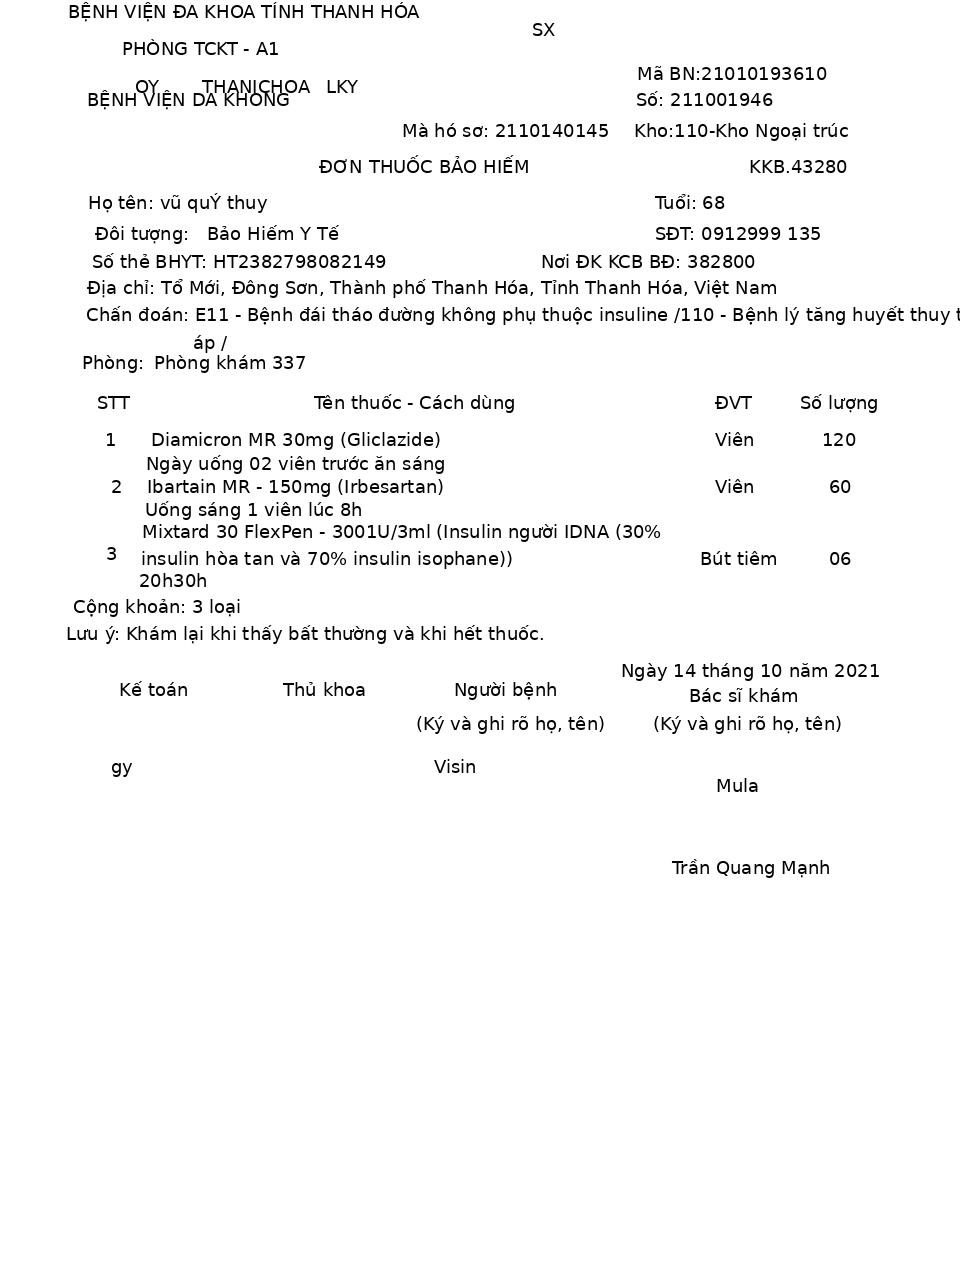 BỆNH VIỆN ĐA KHOA TÍNH THANH HÓA
SX
PHÒNG TCKT - A1
OY THANICHOA LKY
Mã BN:21010193610
BỆNH VIỆN DA KHONG
Số: 211001946
Mà hó sơ: 2110140145 Kho:110-Kho Ngoại trúc
ĐƠN THUỐC BẢO HIẾM KKB.43280
Họ tên: vũ quÝ thuy Tuổi: 68
Đôi tượng: Bảo Hiếm Y Tế SĐT: 0912999 135
Số thẻ BHYT: HT2382798082149 Nơi ĐK KCB BĐ: 382800
Địa chỉ: Tổ Mới, Đông Sơn, Thành phố Thanh Hóa, Tỉnh Thanh Hóa, Việt Nam
Chấn đoán: E11 - Bệnh đái tháo đường không phụ thuộc insuline /110 - Bệnh lý tăng huyết thuy t
áp /
Phòng: Phòng khám 337
STT Tên thuốc - Cách dùng ĐVT Số lượng
1 Diamicron MR 30mg (Gliclazide) Viên 120
Ngày uống 02 viên trước ăn sáng
2 Ibartain MR - 150mg (Irbesartan) Viên 60
Uống sáng 1 viên lúc 8h
Mixtard 30 FlexPen - 3001U/3ml (Insulin người IDNA (30%
3 insulin hòa tan và 70% insulin isophane)) Bút tiêm 06
20h30h
Cộng khoản: 3 loại
Lưu ý: Khám lại khi thấy bất thường và khi hết thuốc.
Ngày 14 tháng 10 năm 2021
Kế toán Thủ khoa Người bệnh Bác sĩ khám
(Ký và ghi rõ họ, tên) (Ký và ghi rõ họ, tên)
gy Visin
Mula
Trần Quang Mạnh